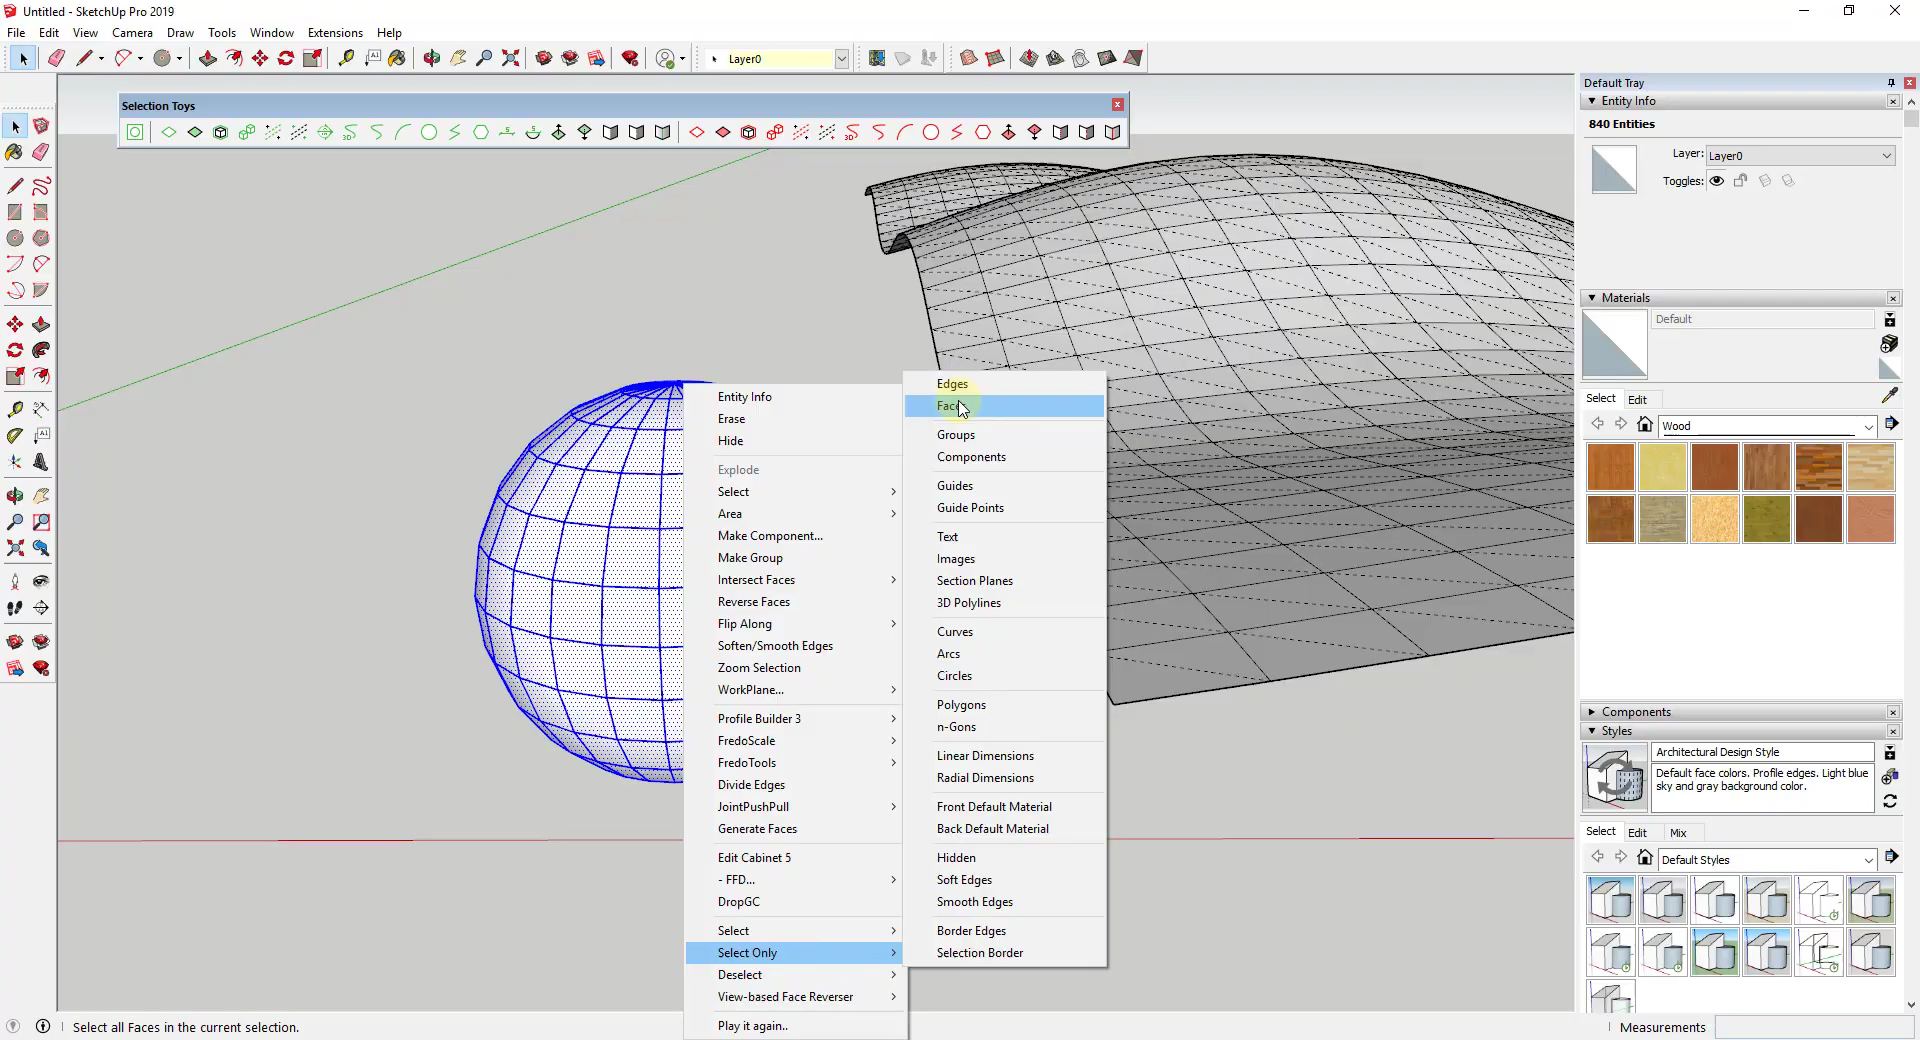 Untitled - SketchUp Pro 2019
File Edit View Camera Draw Tools Window Extensions Help
Layer0
Selection Toys
Default Tray
Entity Info
840 Entities
Layer: Layer0
Toggles:
Materials
Default
Select Edit
Wood
Components
Styles
Architectural Design Style
Default face colors. Profile edges. Light blue
sky and gray background color.
Select Edit Mix
Default Styles
Entity Info
Erase
Hide
Explode
Select
Area
Make Component...
Make Group
Intersect Faces
Reverse Faces
Flip Along
Soften/Smooth Edges
Zoom Selection
WorkPlane...
Profile Builder 3
FredoScale
FredoTools
Divide Edges
JointPushPull
Generate Faces
Edit Cabinet 5
- FFD...
DropGC
Select
Select Only
Deselect
View-based Face Reverser
Play it again..
Edges
Faces
Groups
Components
Guides
Guide Points
Text
Images
Section Planes
3D Polylines
Curves
Arcs
Circles
Polygons
n-Gons
Linear Dimensions
Radial Dimensions
Front Default Material
Back Default Material
Hidden
Soft Edges
Smooth Edges
Border Edges
Selection Border
Select all Faces in the current selection.
Measurements